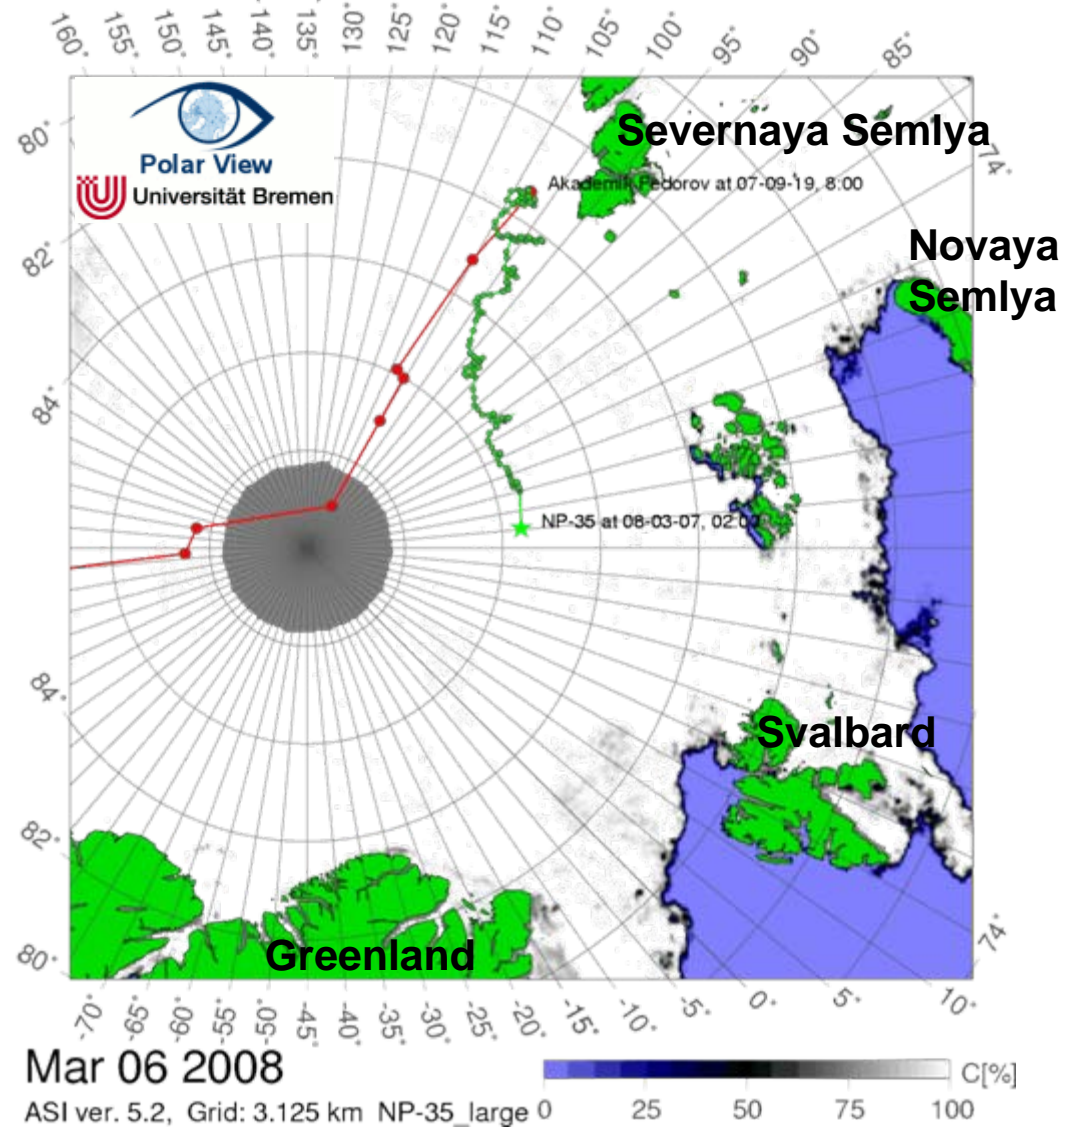 160° 155° 150° 145° 140° 135° 130° 125° 120° 115° 110° 105° 100° 95° 90° 85°
80°
82°
84°
84°
82°
80°
74°
74°
Polar View
Universität Bremen
Severnaya Semlya
Akademik Fedorov at 07-09-19, 8:00
Novaya
Semlya
NP-35 at 08-03-07, 02:00
Svalbard
Greenland
-70° -65° -60° -55° -50° -45° -40° -35° -30° -25° -20° -15° -10° -5° 0° 5° 10°
Mar 06 2008
C[%]
ASI ver. 5.2, Grid: 3.125 km NP-35_large
0 25 50 75 100